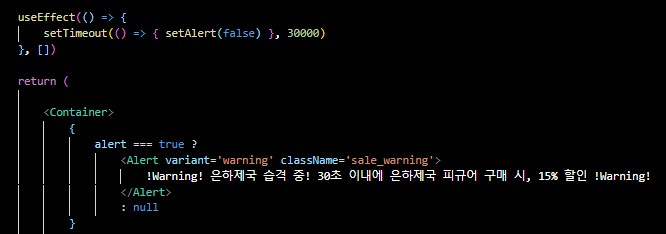 useEffect(() => {
setTimeout(() => { setAlert(false) }, 30000)
}, [])
return (
<Container>
{
alert === true ?
<Alert variant='warning' className='sale_warning'>
!Warning! 은하제국 습격 중! 30초 이내에 은하제국 피규어 구매 시, 15% 할인 !Warning!
</Alert>
: null
}